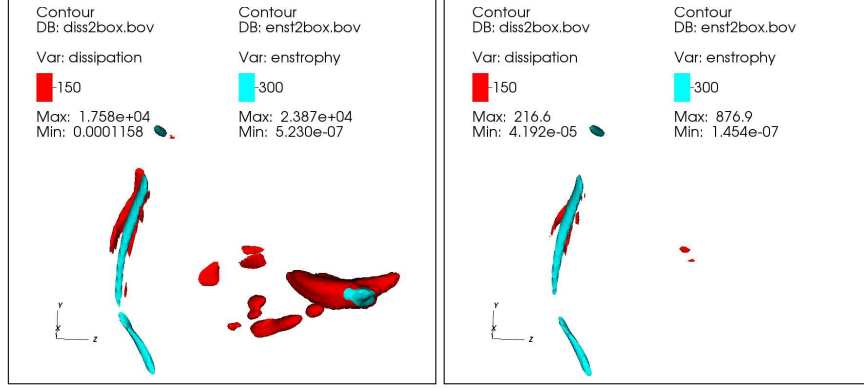 Contour
DB: diss2box.bov
Var: dissipation
150
Max: 1.758e+04
Min: 0.0001158
Contour
DB: enst2box.bov
Var: enstrophy
300
Max: 2.387e+04
Min: 5.230e-07
Y
X
Z
Contour
DB: diss2box.bov
Var: dissipation
150
Max: 216.6
Min: 4.192e-05
Contour
DB: enst2box.bov
Var: enstrophy
300
Max: 876.9
Min: 1.454e-07
Y
X
Z